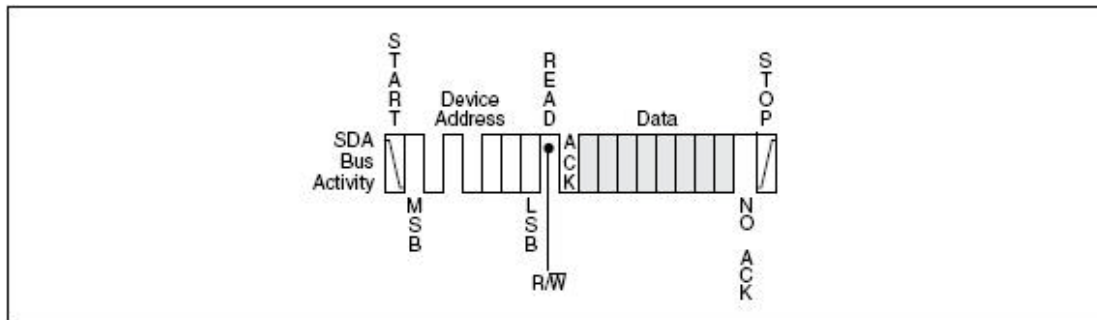 START
READ
STOP
Device
Address
Data
SDA
Bus
Activity
ACK
MSB
LSB
NO ACK
R/W̅